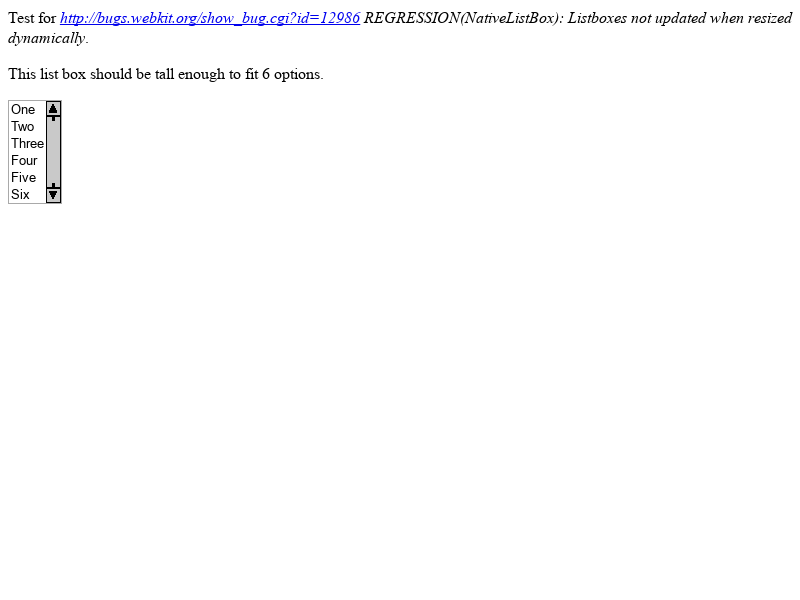 Test for http://bugs.webkit.org/show_bug.cgi?id=12986 REGRESSION(NativeListBox): Listboxes not updated when resized
dynamically.
This list box should be tall enough to fit 6 options.
One
Two
Three
Four
Five
Six